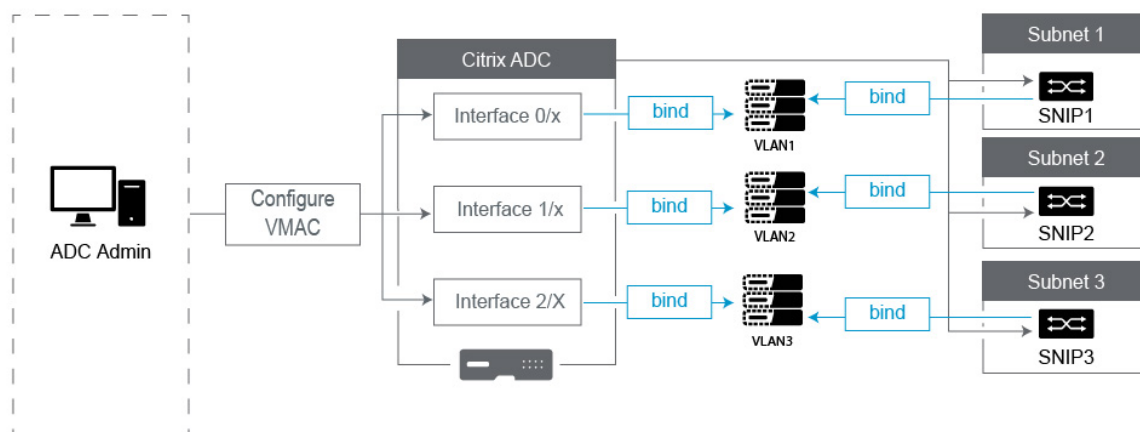 ADC Admin
Configure
VMAC
Citrix ADC
Interface 0/x
Interface 1/x
Interface 2/X
bind
bind
bind
VLAN1
VLAN2
VLAN3
bind
bind
bind
Subnet 1
SNIP1
Subnet 2
SNIP2
Subnet 3
SNIP3